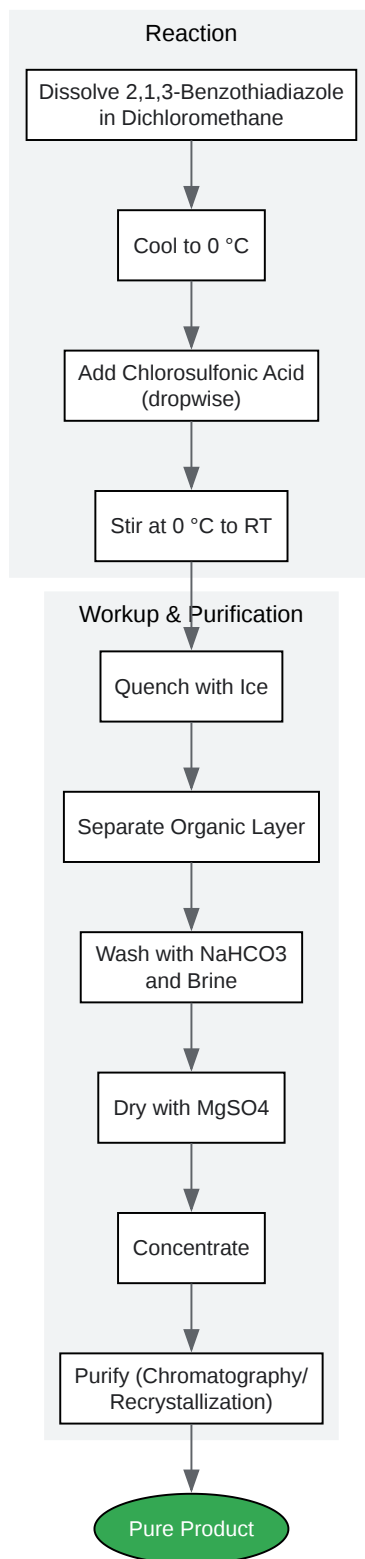 Reaction
Dissolve 2,1,3-Benzothiadiazole
in Dichloromethane
Cool to 0 °C
Add Chlorosulfonic Acid
(dropwise)
Stir at 0 °C to RT
Workup & Purification
Quench with Ice
Separate Organic Layer
Wash with NaHCO3
and Brine
Dry with MgSO4
Concentrate
Purify (Chromatography/
Recrystallization)
Pure Product